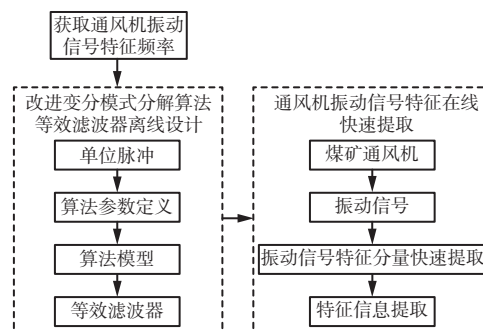 获取通风机振动
信号特征频率
改进变分模式分解算法
等效滤波器离线设计
单位脉冲
算法参数定义
算法模型
等效滤波器
通风机振动信号特征在线
快速提取
煤矿通风机
振动信号
振动信号特征分量快速提取
特征信息提取